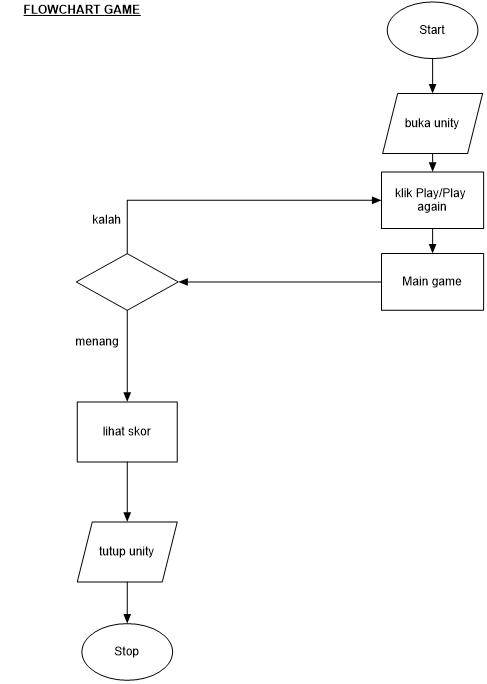 FLOWCHART GAME
Start
buka unity
klik Play/Play
again
Main game
kalah
menang
lihat skor
tutup unity
Stop